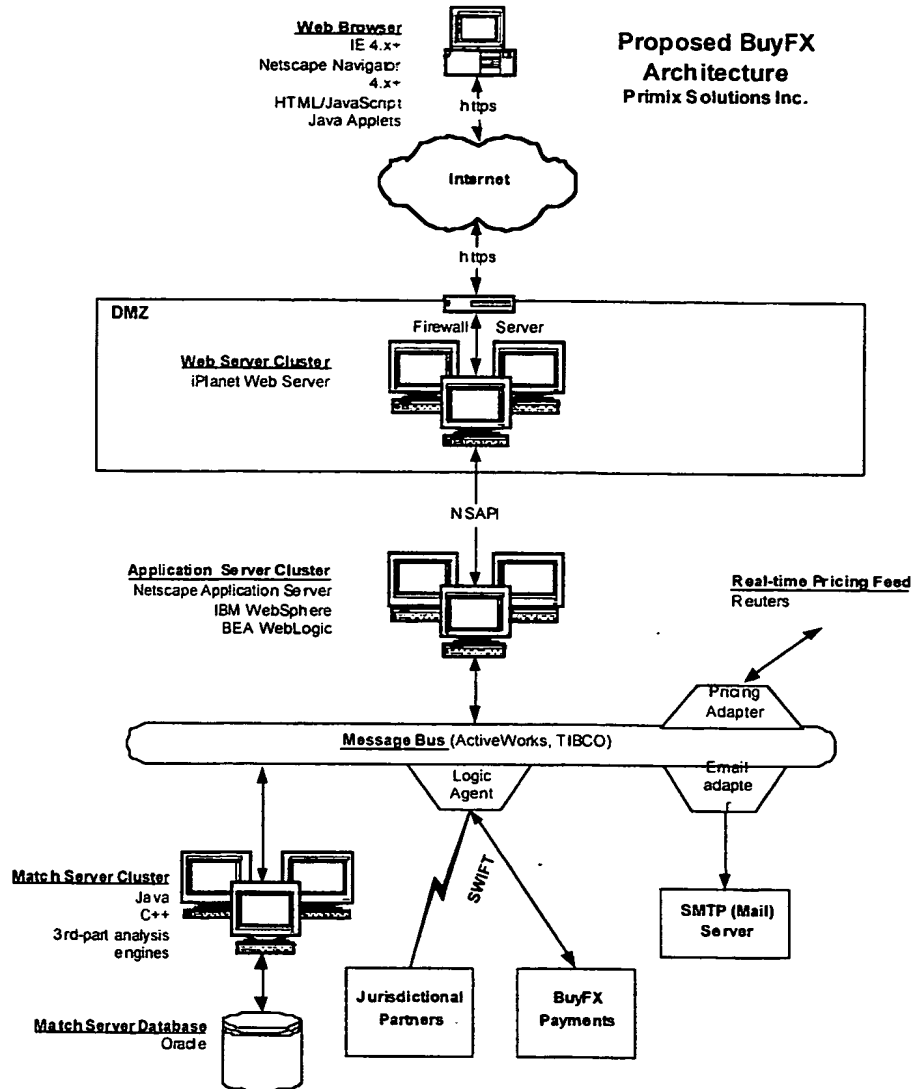 Web Browser
IE 4.x+
Netscape Navigator
4.x+
HTML/JavaScript
Java Applets
Proposed BuyFX
Architecture
Primix Solutions Inc.
https
Internet
https
DMZ
Firewall Server
Web Server Cluster
iPlanet Web Server
NSAPI
Application Server Cluster
Netscape Application Server
IBM WebSphere
BEA WebLogic
Real-time Pricing Feed
Reuters
Pricing
Adapter
Message Bus (ActiveWorks, TIBCO)
Logic
Agent
Email
adapte
r
Match Server Cluster
Java
C++
3rd-part analysis
engines
SWIFT
SMTP (Mail)
Server
Jurisdictional
Partners
BuyFX
Payments
Match Server Database
Oracle